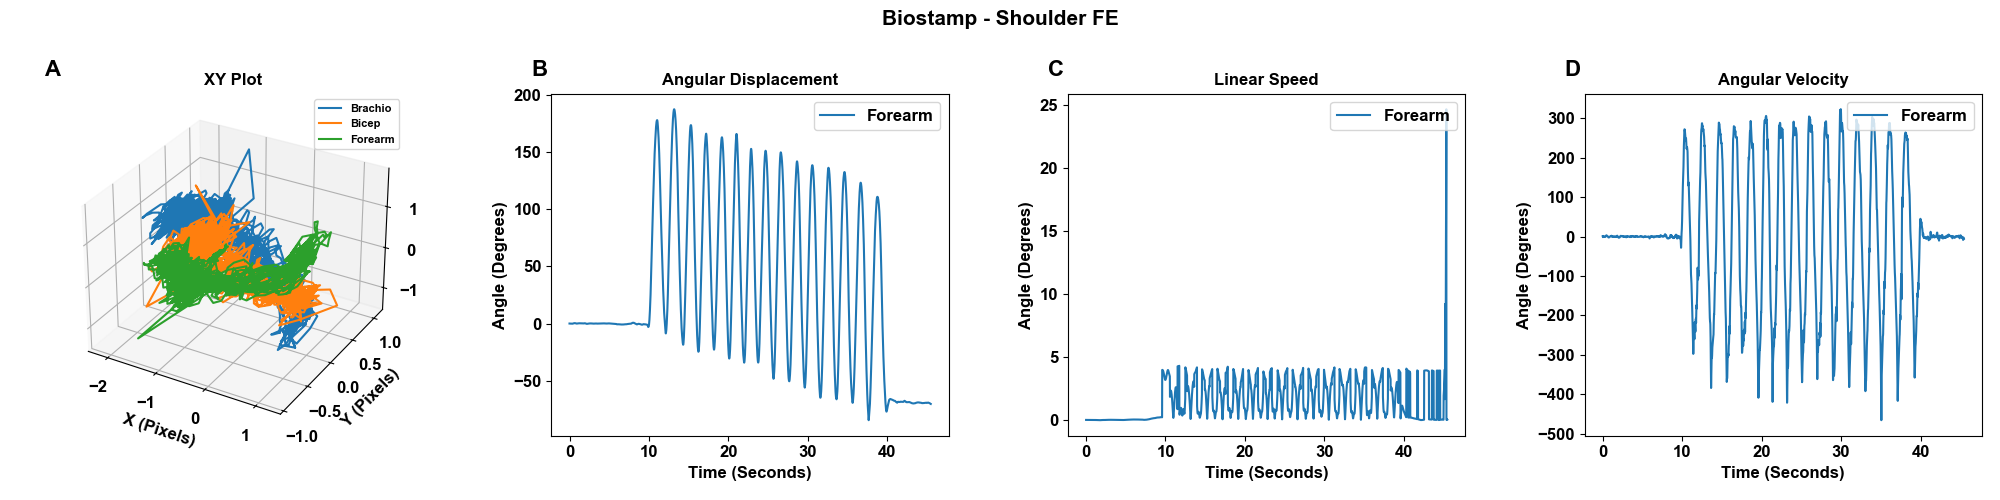 Biostamp - Shoulder FE
A
XY Plot
Brachio
Bicep
Forearm
1
0
−1
1.0
0.5
0.0
−0.5
−1.0
Y (Pixels)
−2
−1
0
1
X (Pixels)
B
Angular Displacement
Forearm
200
150
100
50
0
−50
Angle (Degrees)
0 10 20 30 40
Time (Seconds)
C
Linear Speed
Forearm
25
20
15
10
5
0
Angle (Degrees)
0 10 20 30 40
Time (Seconds)
D
Angular Velocity
Forearm
300
200
100
0
−100
−200
−300
−400
−500
Angle (Degrees)
0 10 20 30 40
Time (Seconds)